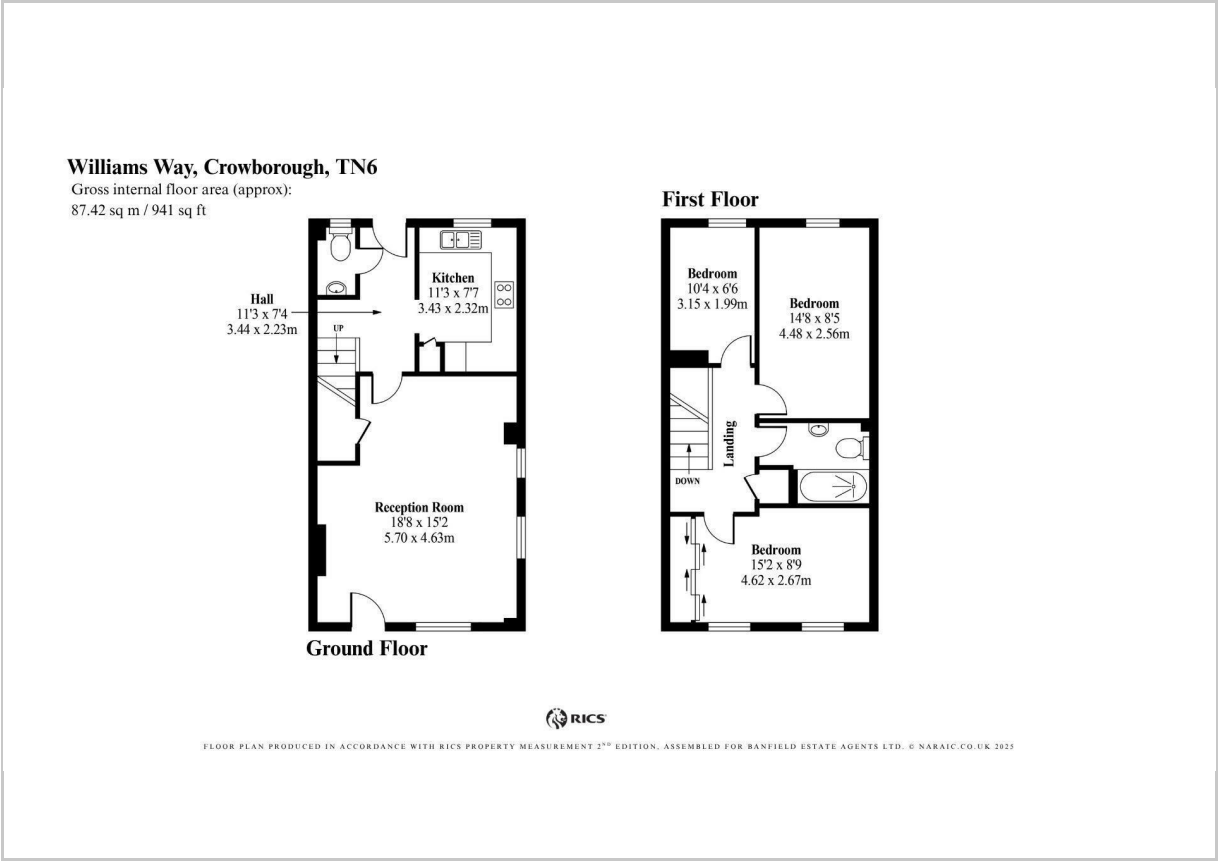 Williams Way, Crowborough, TN6
Gross internal floor area (approx):
87.42 sq m / 941 sq ft
First Floor
Kitchen
11'3 x 7'7
3.43 x 2.32m
Hall
11'3 x 7'4
3.44 x 2.23m
UP
Reception Room
18'8 x 15'2
5.70 x 4.63m
Ground Floor
Bedroom
10'4 x 6'6
3.15 x 1.99m
Bedroom
14'8 x 8'5
4.48 x 2.56m
Landing
DOWN
Bedroom
15'2 x 8'9
4.62 x 2.67m
RICS
FLOOR PLAN PRODUCED IN ACCORDANCE WITH RICS PROPERTY MEASUREMENT 2ND EDITION, ASSEMBLED FOR BANFIELD ESTATE AGENTS LTD. © NARAIC.CO.UK 2025